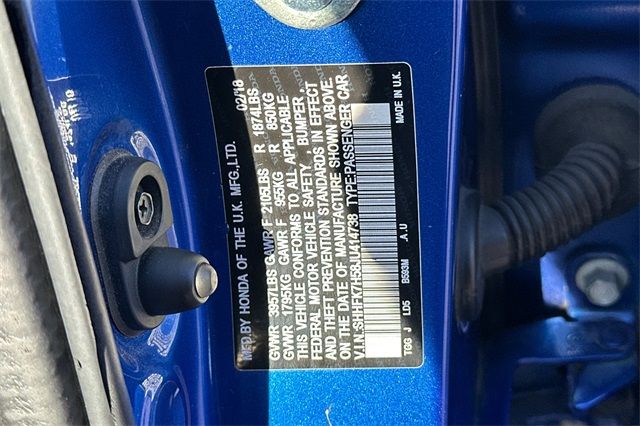 MFD.BY HONDA OF THE U.K. MFG.,LTD. 02/18
GVWR 3957LBS GAWR F 2105LBS R 1874LBS
GVWR 1795KG GAWR F 955KG R 850KG
THIS VEHICLE CONFORMS TO ALL APPLICABLE
FEDERAL MOTOR VEHICLE SAFETY , BUMPER ,
AND THEFT PREVENTION STANDARDS IN EFFECT
ON THE DATE OF MANUFACTURE SHOWN ABOVE.
V.I.N.:SHHFK7H58JU414738 TYPE:PASSENGER CAR
TGG J LD5 B593M A.U MADE IN U.K.